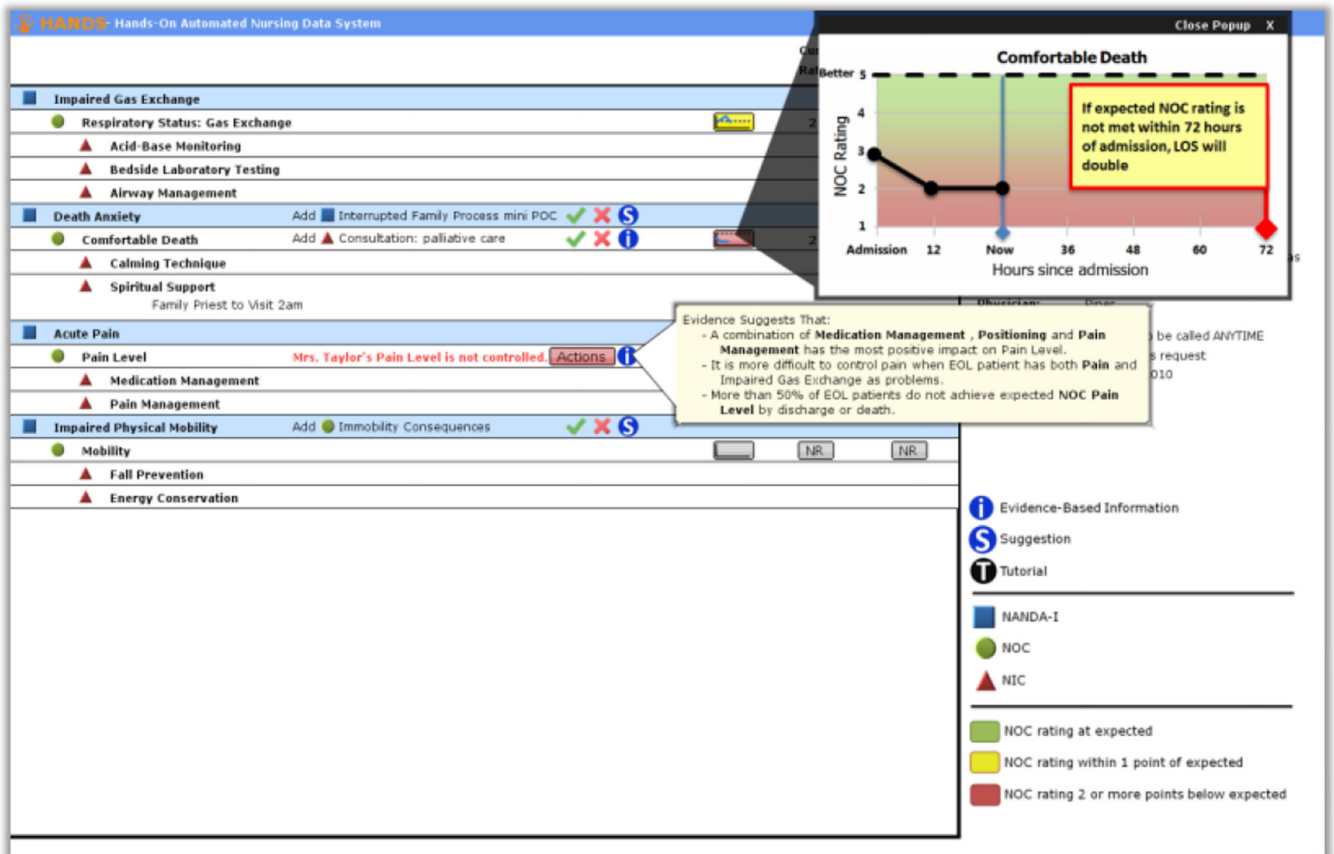 HANDS - Hands-On Automated Nursing Data System
Close Popup X
Comfortable Death
Better 5
4
3
2
1
NOC Rating
If expected NOC rating is
not met within 72 hours
of admission, LOS will
double
Admission 12 Now 36 48 60 72
Hours since admission
Impaired Gas Exchange
Respiratory Status: Gas Exchange 2
Acid-Base Monitoring
Bedside Laboratory Testing
Airway Management
Death Anxiety Add Interrupted Family Process mini POC S
Comfortable Death Add Consultation: palliative care i 2
Calming Technique
Spiritual Support
Family Priest to Visit 2am
Physician:
Acute Pain
Pain Level Mrs. Taylor's Pain Level is not controlled. Actions i
Medication Management
Pain Management
Evidence Suggests That:
- A combination of Medication Management , Positioning and Pain
Management has the most positive impact on Pain Level.
- It is more difficult to control pain when EOL patient has both Pain and
Impaired Gas Exchange as problems.
- More than 50% of EOL patients do not achieve expected NOC Pain
Level by discharge or death.
be called ANYTIME
request
010
Impaired Physical Mobility Add Immobility Consequences S
Mobility NR NR
Fall Prevention
Energy Conservation
i Evidence-Based Information
S Suggestion
T Tutorial
NANDA-I
NOC
NIC
NOC rating at expected
NOC rating within 1 point of expected
NOC rating 2 or more points below expected